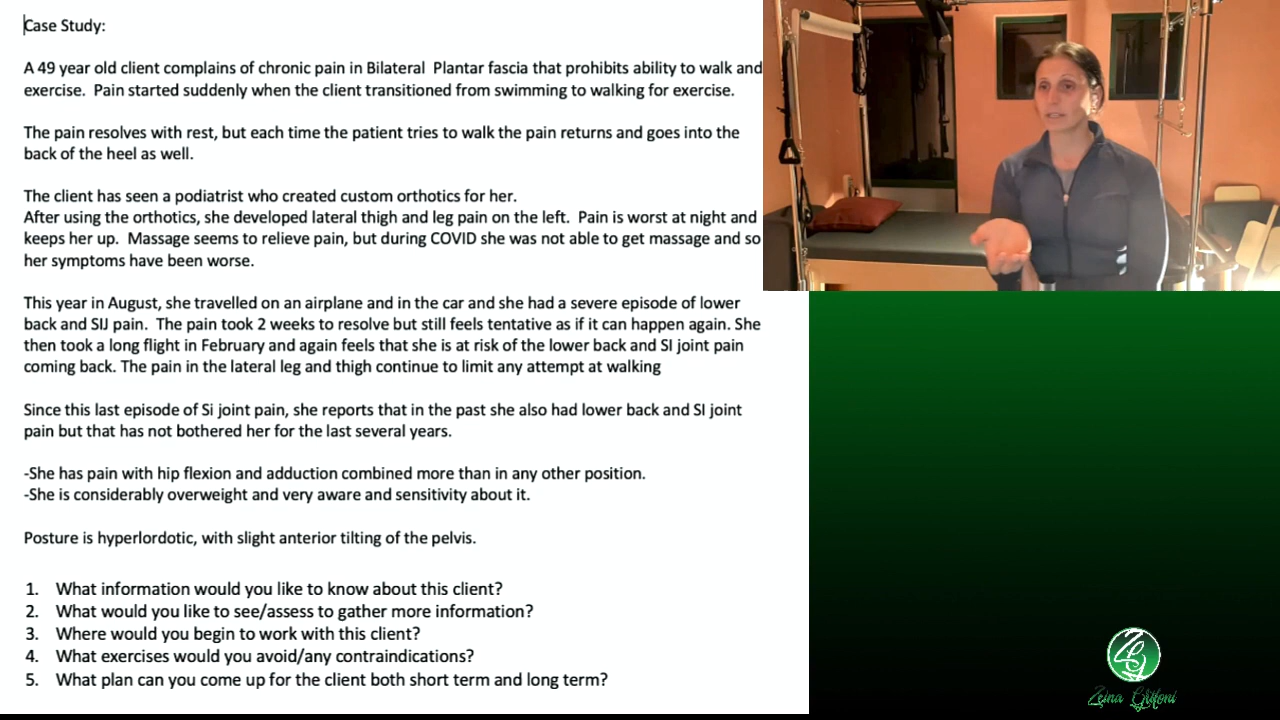 Case Study:
A 49 year old client complains of chronic pain in Bilateral Plantar fascia that prohibits ability to walk and
exercise. Pain started suddenly when the client transitioned from swimming to walking for exercise.
The pain resolves with rest, but each time the patient tries to walk the pain returns and goes into the
back of the heel as well.
The client has seen a podiatrist who created custom orthotics for her.
After using the orthotics, she developed lateral thigh and leg pain on the left. Pain is worst at night and
keeps her up. Massage seems to relieve pain, but during COVID she was not able to get massage and so
her symptoms have been worse.
This year in August, she travelled on an airplane and in the car and she had a severe episode of lower
back and SIJ pain. The pain took 2 weeks to resolve but still feels tentative as if it can happen again. She
then took a long flight in February and again feels that she is at risk of the lower back and SI joint pain
coming back. The pain in the lateral leg and thigh continue to limit any attempt at walking
Since this last episode of Si joint pain, she reports that in the past she also had lower back and SI joint
pain but that has not bothered her for the last several years.
-She has pain with hip flexion and adduction combined more than in any other position.
-She is considerably overweight and very aware and sensitivity about it.
Posture is hyperlordotic, with slight anterior tilting of the pelvis.
1. What information would you like to know about this client?
2. What would you like to see/assess to gather more information?
3. Where would you begin to work with this client?
4. What exercises would you avoid/any contraindications?
5. What plan can you come up for the client both short term and long term?
ZG
Zeina Grifoni